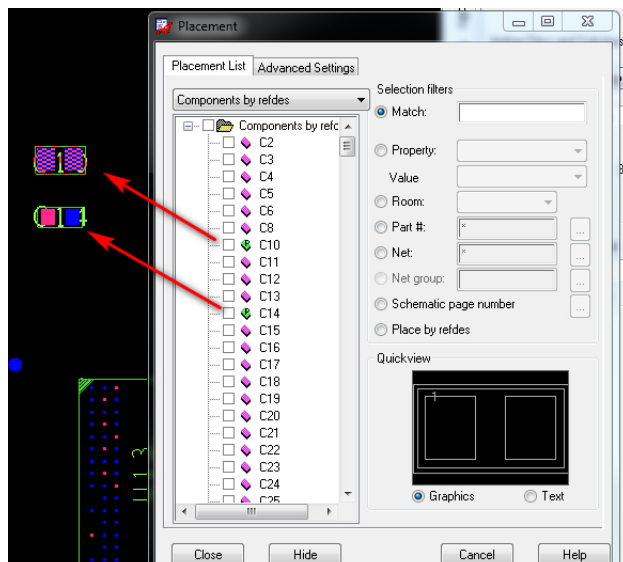 Placement
Placement List
Advanced Settings
Components by refdes
Components by refc
C2
C3
C4
C5
C6
C8
C10
C11
C12
C13
C14
C15
C16
C17
C18
C19
C20
C21
C22
C23
C24
C25
Selection filters
Match:
Property:
Value
Room:
Part #:
*
...
Net:
*
...
Net group:
...
Schematic page number
...
Place by refdes
Quickview
1
Graphics
Text
Close
Hide
Cancel
Help
C10
C14
U13